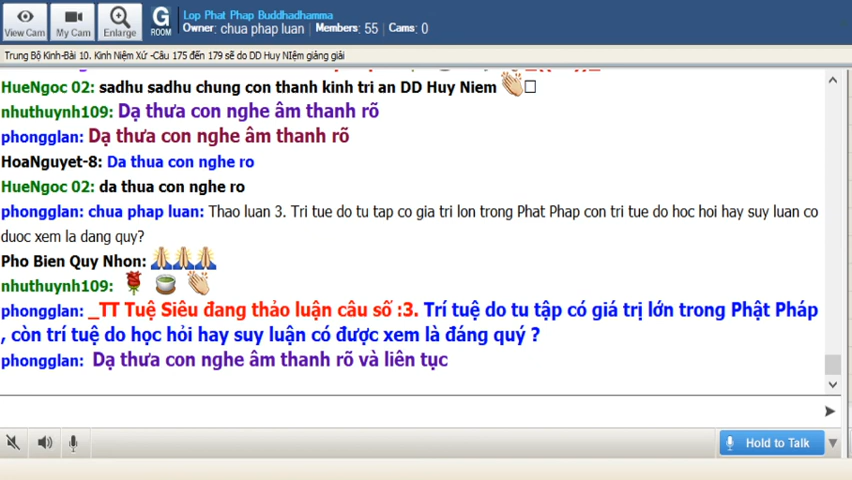 View Cam
My Cam
Enlarge
G
ROOM
Lop Phat Phap Buddhadhamma
Owner: chua phap luan | Members: 55 | Cams: 0
Trung Bộ Kinh-Bài 10. Kinh Niệm Xứ -Câu 175 đến 179 sẽ do DD Huy NIệm giảng giải
HueNgoc 02: sadhu sadhu chung con thanh kinh tri an DD Huy Niem
nhuthuynh109: Dạ thưa con nghe âm thanh rõ
phongglan: Dạ thưa con nghe âm thanh rõ
HoaNguyet-8: Da thua con nghe ro
HueNgoc 02: da thua con nghe ro
phongglan: chua phap luan: Thao luan 3. Tri tue do tu tap co gia tri lon trong Phat Phap con tri tue do hoc hoi hay suy luan co
duoc xem la dang quy?
Pho Bien Quy Nhon:
nhuthuynh109:
phongglan: _TT Tuệ Siêu đang thảo luận câu số :3. Trí tuệ do tu tập có giá trị lớn trong Phật Pháp
, còn trí tuệ do học hỏi hay suy luận có được xem là đáng quý ?
phongglan: Dạ thưa con nghe âm thanh rõ và liên tục
Hold to Talk